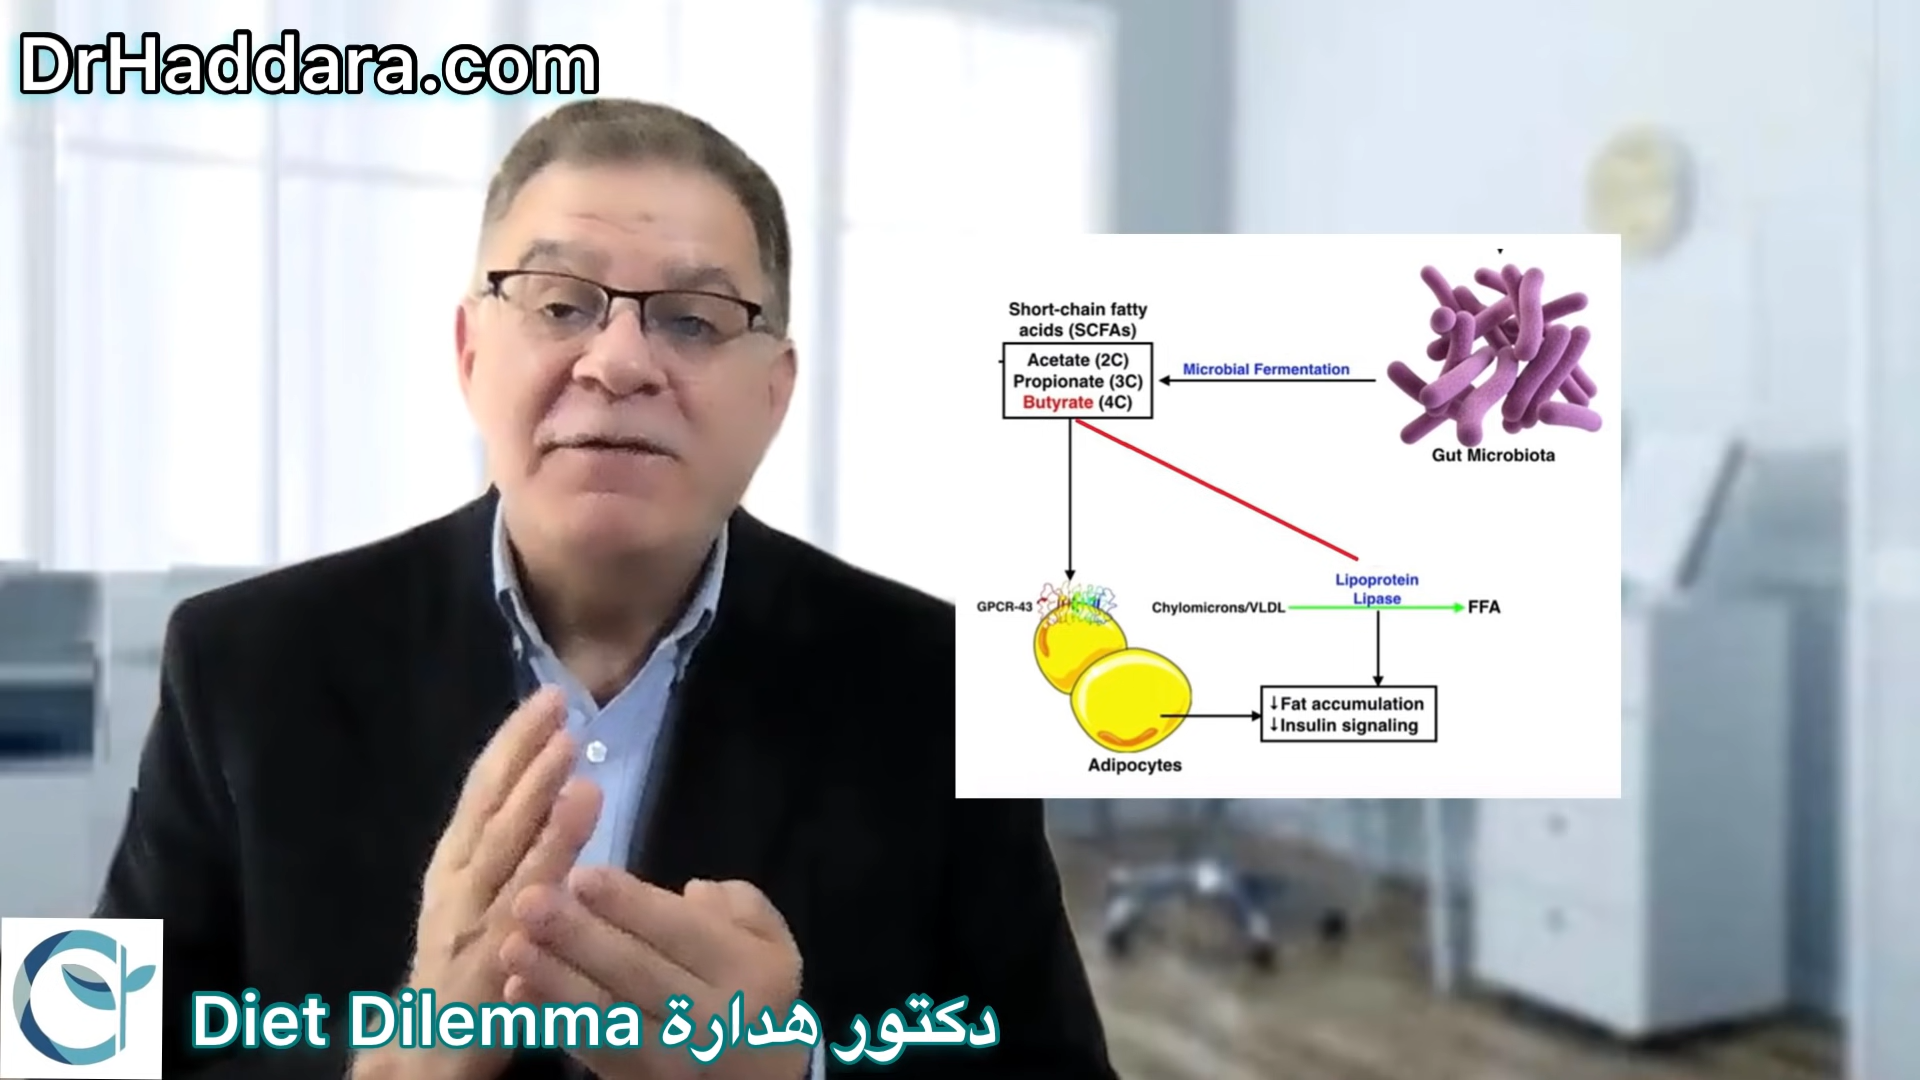 DrHaddara.com
Short-chain fatty
acids (SCFAs)
Acetate (2C)
Propionate (3C)
Butyrate (4C)
Microbial Fermentation
Gut Microbiota
GPCR-43
Chylomicrons/VLDL
Lipoprotein
Lipase
FFA
↓Fat accumulation
↓Insulin signaling
Adipocytes
Diet Dilemma دكتور هدارة